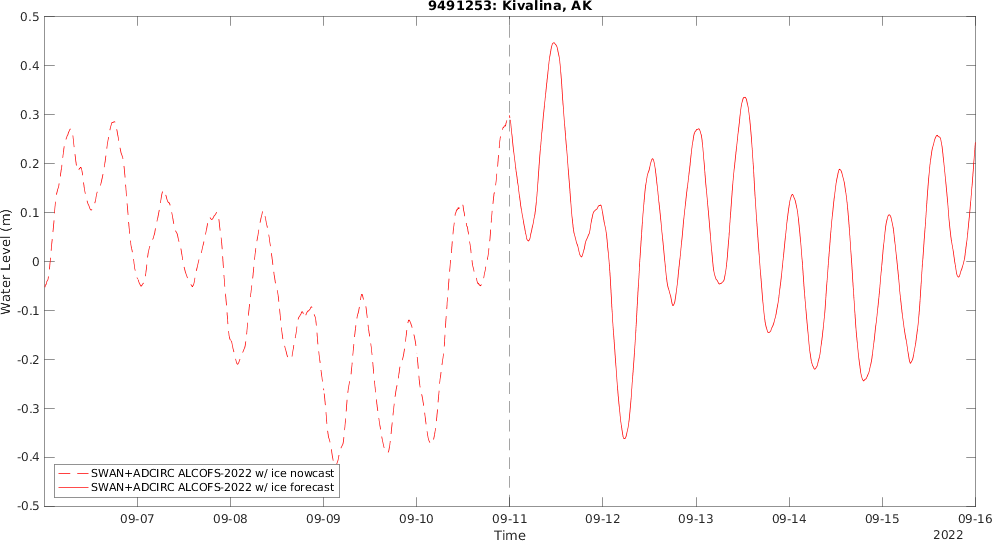 9491253: Kivalina, AK
0.5
0.4
0.3
0.2
0.1
0
-0.1
-0.2
-0.3
-0.4
-0.5
Water Level (m)
SWAN+ADCIRC ALCOFS-2022 w/ ice nowcast
SWAN+ADCIRC ALCOFS-2022 w/ ice forecast
09-07 09-08 09-09 09-10 09-11 09-12 09-13 09-14 09-15 09-16
Time
2022